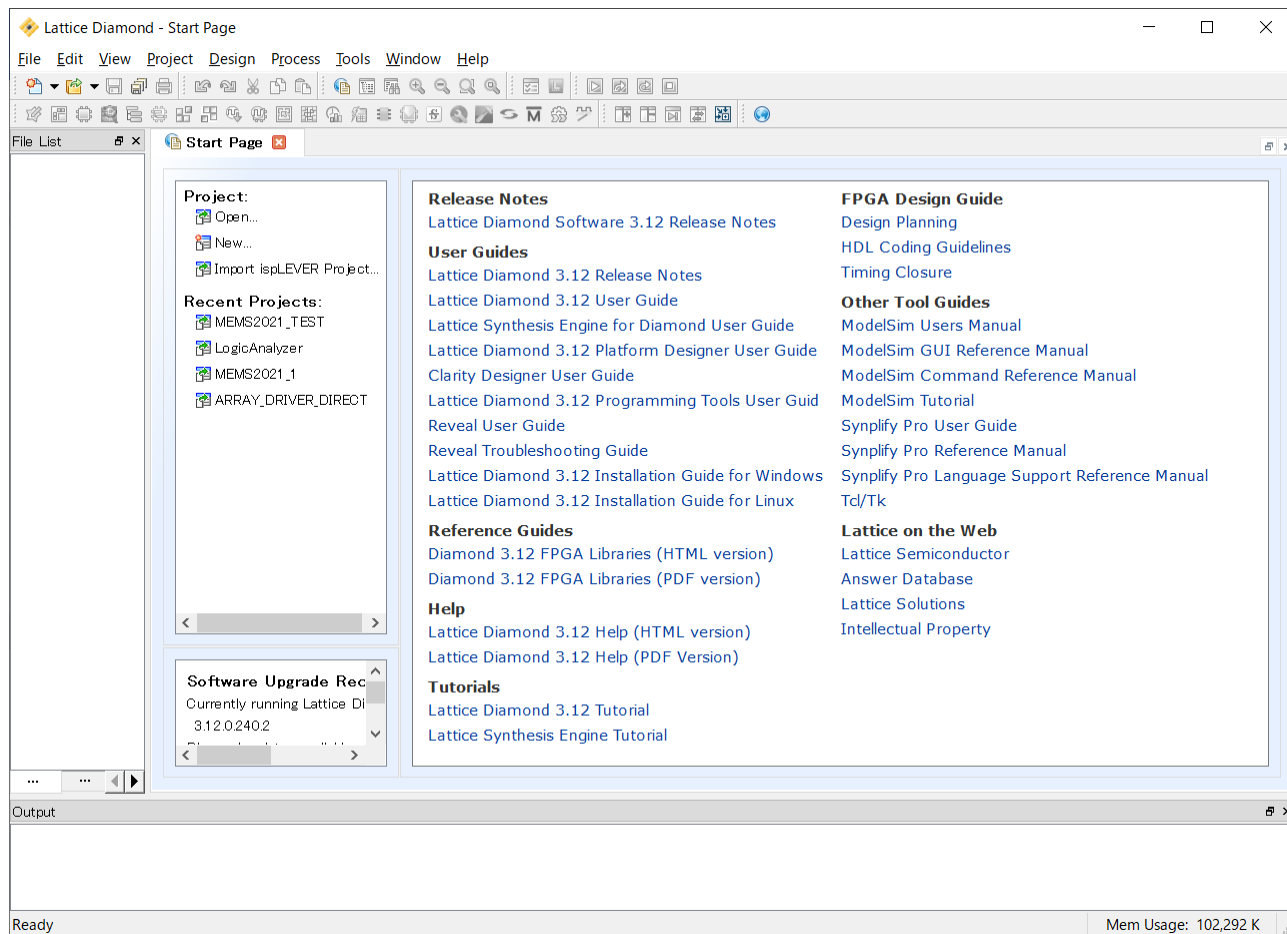 Lattice Diamond - Start Page
File Edit View Project Design Process Tools Window Help
File List
Start Page
Project:
Open...
New...
Import ispLEVER Project...
Recent Projects:
MEMS2021_TEST
LogicAnalyzer
MEMS2021_1
ARRAY_DRIVER_DIRECT
Software Upgrade Rec
Currently running Lattice Di
3.12.0.240.2
Release Notes
Lattice Diamond Software 3.12 Release Notes
User Guides
Lattice Diamond 3.12 Release Notes
Lattice Diamond 3.12 User Guide
Lattice Synthesis Engine for Diamond User Guide
Lattice Diamond 3.12 Platform Designer User Guide
Clarity Designer User Guide
Lattice Diamond 3.12 Programming Tools User Guid
Reveal User Guide
Reveal Troubleshooting Guide
Lattice Diamond 3.12 Installation Guide for Windows
Lattice Diamond 3.12 Installation Guide for Linux
Reference Guides
Diamond 3.12 FPGA Libraries (HTML version)
Diamond 3.12 FPGA Libraries (PDF version)
Help
Lattice Diamond 3.12 Help (HTML version)
Lattice Diamond 3.12 Help (PDF Version)
Tutorials
Lattice Diamond 3.12 Tutorial
Lattice Synthesis Engine Tutorial
FPGA Design Guide
Design Planning
HDL Coding Guidelines
Timing Closure
Other Tool Guides
ModelSim Users Manual
ModelSim GUI Reference Manual
ModelSim Command Reference Manual
ModelSim Tutorial
Synplify Pro User Guide
Synplify Pro Reference Manual
Synplify Pro Language Support Reference Manual
Tcl/Tk
Lattice on the Web
Lattice Semiconductor
Answer Database
Lattice Solutions
Intellectual Property
... ...
Output
Ready
Mem Usage: 102,292 K